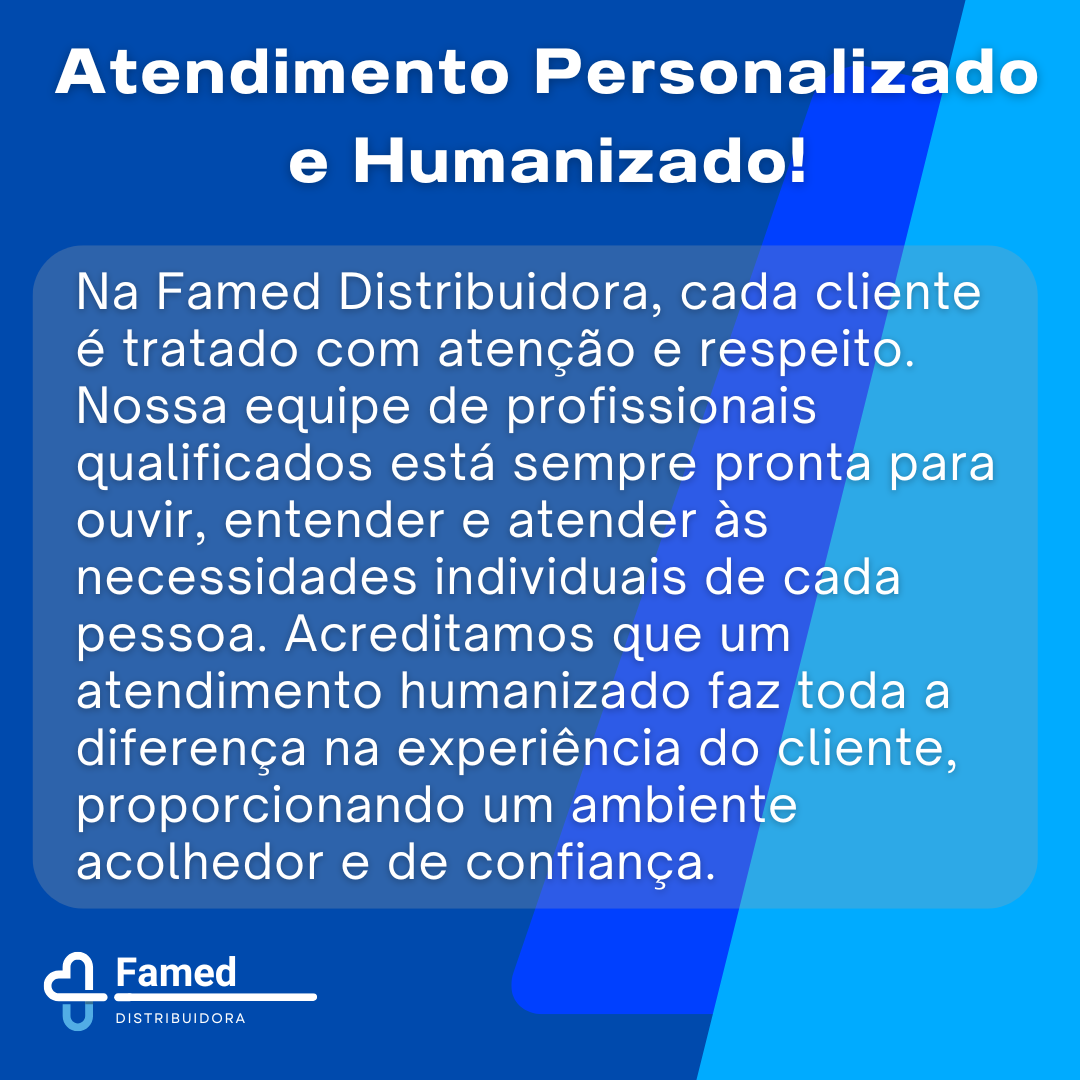 Atendimento Personalizado
e Humanizado!
Na Famed Distribuidora, cada cliente
é tratado com atenção e respeito.
Nossa equipe de profissionais
qualificados está sempre pronta para
ouvir, entender e atender às
necessidades individuais de cada
pessoa. Acreditamos que um
atendimento humanizado faz toda a
diferença na experiência do cliente,
proporcionando um ambiente
acolhedor e de confiança.
Famed
DISTRIBUIDORA